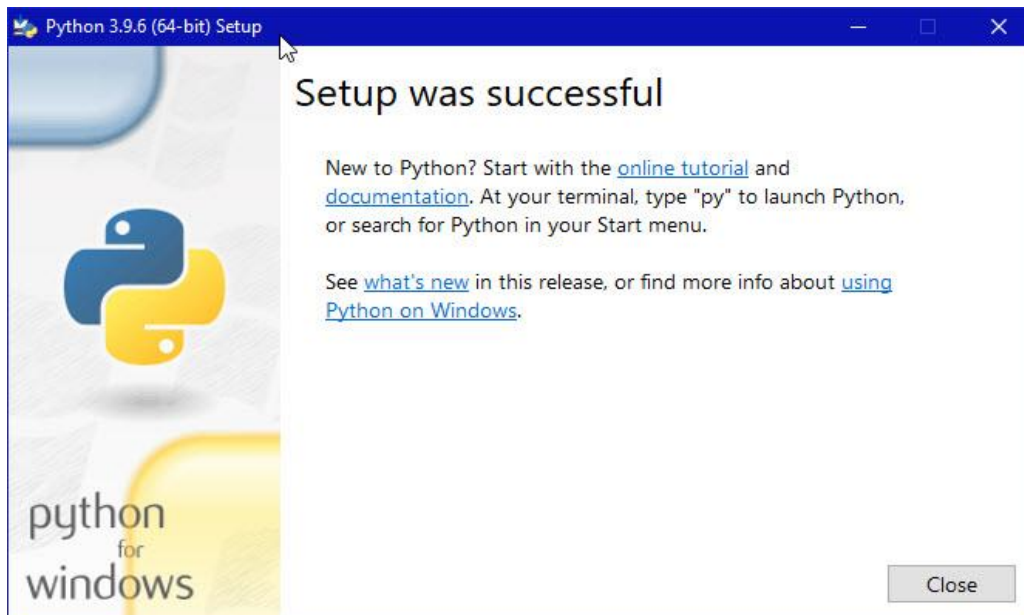 Python 3.9.6 (64-bit) Setup
Setup was successful
New to Python? Start with the online tutorial and
documentation. At your terminal, type "py" to launch Python,
or search for Python in your Start menu.
See what's new in this release, or find more info about using
Python on Windows.
python
for
windows
Close